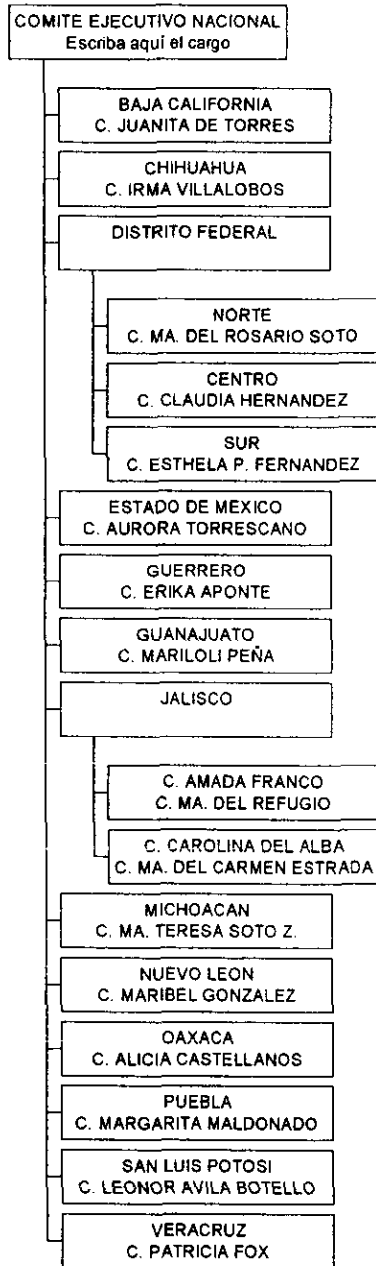 COMITE EJECUTIVO NACIONAL
Escriba aquí el cargo
BAJA CALIFORNIA
C. JUANITA DE TORRES
CHIHUAHUA
C. IRMA VILLALOBOS
DISTRITO FEDERAL
NORTE
C. MA. DEL ROSARIO SOTO
CENTRO
C. CLAUDIA HERNANDEZ
SUR
C. ESTHELA P. FERNANDEZ
ESTADO DE MEXICO
C. AURORA TORRESCANO
GUERRERO
C. ERIKA APONTE
GUANAJUATO
C. MARILOLI PEÑA
JALISCO
C. AMADA FRANCO
C. MA. DEL REFUGIO
C. CAROLINA DEL ALBA
C. MA. DEL CARMEN ESTRADA
MICHOACAN
C. MA. TERESA SOTO Z.
NUEVO LEON
C. MARIBEL GONZALEZ
OAXACA
C. ALICIA CASTELLANOS
PUEBLA
C. MARGARITA MALDONADO
SAN LUIS POTOSI
C. LEONOR AVILA BOTELLO
VERACRUZ
C. PATRICIA FOX